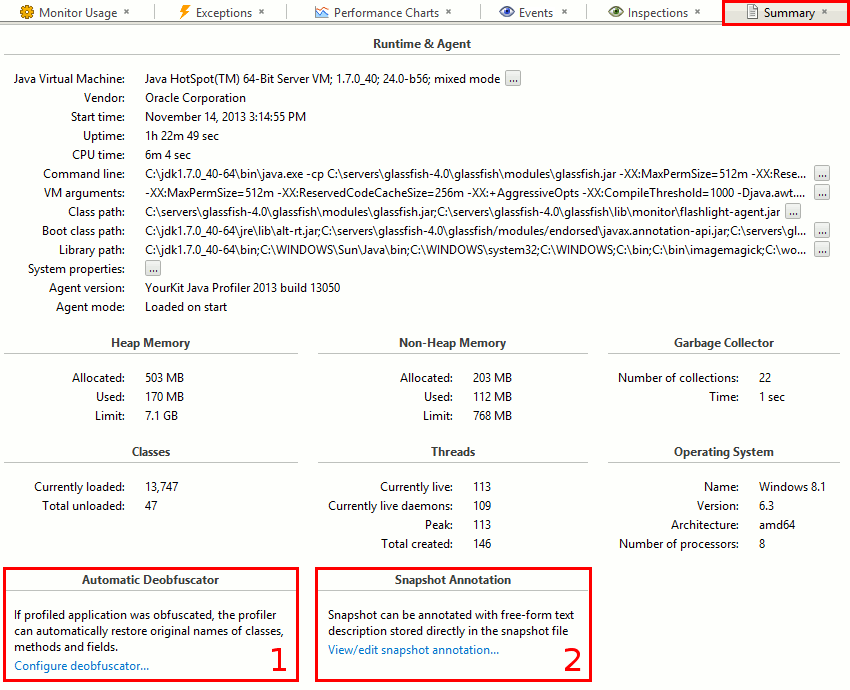 Monitor Usage × Exceptions × Performance Charts × Events × Inspections × Summary ×
Runtime & Agent
Java Virtual Machine: Java HotSpot(TM) 64-Bit Server VM; 1.7.0_40; 24.0-b56; mixed mode ...
Vendor: Oracle Corporation
Start time: November 14, 2013 3:14:55 PM
Uptime: 1h 22m 49 sec
CPU time: 6m 4 sec
Command line: C:\jdk1.7.0_40-64\bin\java.exe -cp C:\servers\glassfish-4.0\glassfish\modules\glassfish.jar -XX:MaxPermSize=512m -XX:Rese... ...
VM arguments: -XX:MaxPermSize=512m -XX:ReservedCodeCacheSize=256m -XX:+AggressiveOpts -XX:CompileThreshold=1000 -Djava.awt.... ...
Class path: C:\servers\glassfish-4.0\glassfish\modules\glassfish.jar;C:\servers\glassfish-4.0\glassfish\lib\monitor\flashlight-agent.jar ...
Boot class path: C:\jdk1.7.0_40-64\jre\lib\alt-rt.jar;C:\servers\glassfish-4.0\glassfish/modules/endorsed/javax.annotation-api.jar;C:\servers\gl... ...
Library path: C:\jdk1.7.0_40-64\bin;C:\WINDOWS\Sun\Java\bin;C:\WINDOWS\system32;C:\WINDOWS;C:\bin;C:\bin\imagemagick;C:\wo... ...
System properties: ...
Agent version: YourKit Java Profiler 2013 build 13050
Agent mode: Loaded on start
Heap Memory
Allocated: 503 MB
Used: 170 MB
Limit: 7.1 GB
Non-Heap Memory
Allocated: 203 MB
Used: 112 MB
Limit: 768 MB
Garbage Collector
Number of collections: 22
Time: 1 sec
Classes
Currently loaded: 13,747
Total unloaded: 47
Threads
Currently live: 113
Currently live daemons: 109
Peak: 113
Total created: 146
Operating System
Name: Windows 8.1
Version: 6.3
Architecture: amd64
Number of processors: 8
Automatic Deobfuscator
If profiled application was obfuscated, the profiler
can automatically restore original names of classes,
methods and fields.
Configure deobfuscator...
1
Snapshot Annotation
Snapshot can be annotated with free-form text
description stored directly in the snapshot file
View/edit snapshot annotation...
2